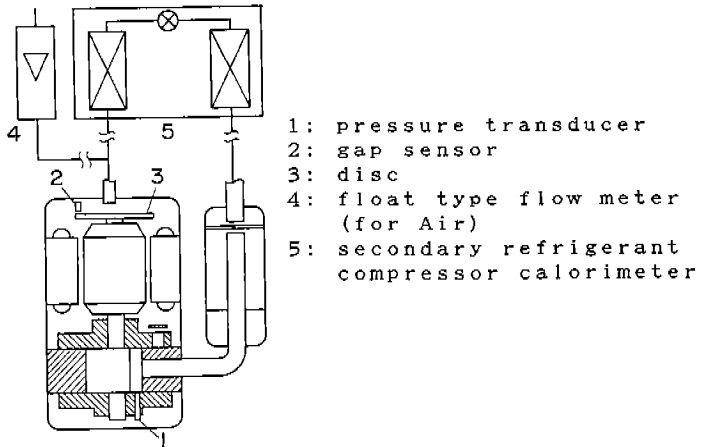 4
5
1: pressure transducer
2: gap sensor
3: disc
4: float type flow meter
(for Air)
5: secondary refrigerant
compressor calorimeter
2
3
1